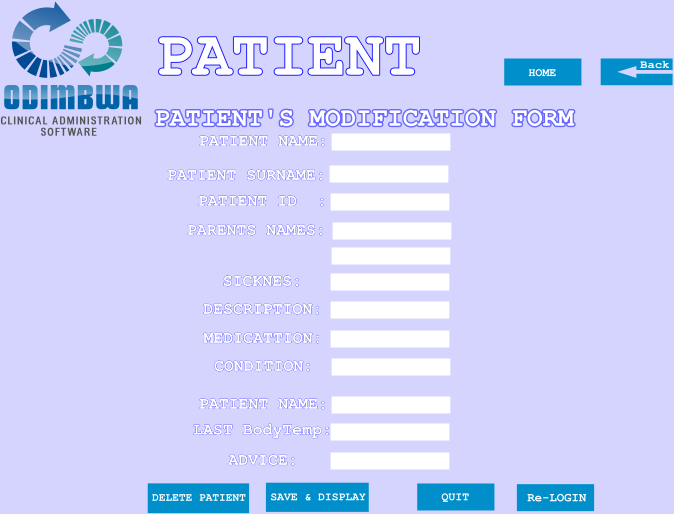 PATIENT
HOME
Back
ODIMBWA
CLINICAL ADMINISTRATION
SOFTWARE
PATIENT'S MODIFICATION FORM
PATIENT NAME:
PATIENT SURNAME:
PATIENT ID :
PARENTS NAMES:
SICKNES:
DESCRIPTION:
MEDICATTION:
CONDITION:
PATIENT NAME:
LAST BodyTemp:
ADVICE:
DELETE PATIENT
SAVE & DISPLAY
QUIT
Re-LOGIN